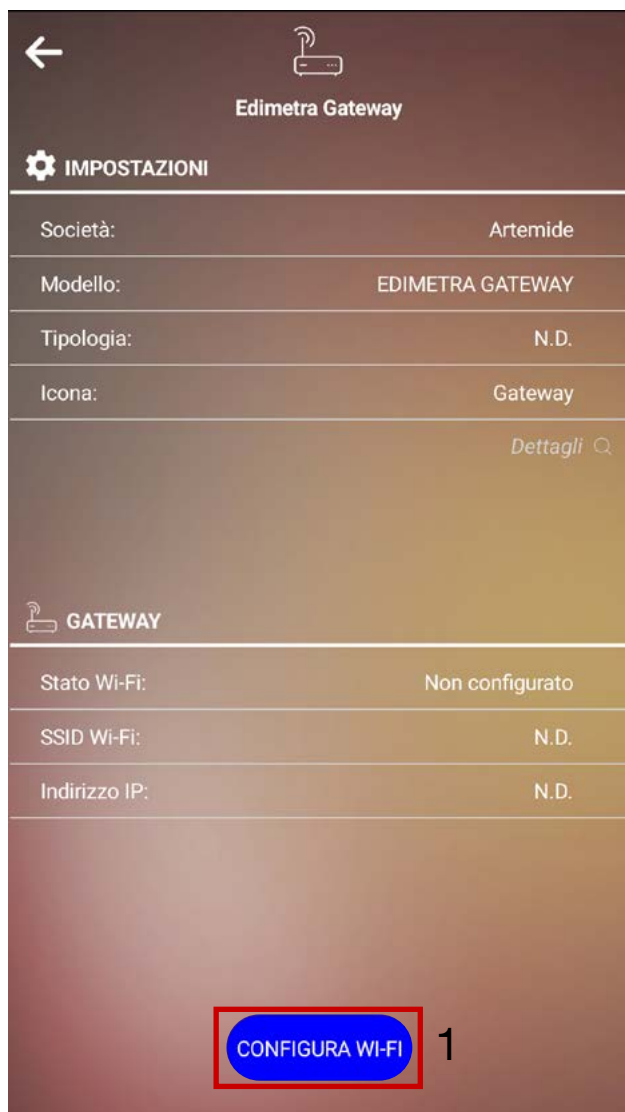 Edimetra Gateway
IMPOSTAZIONI
Società: Artemide
Modello: EDIMETRA GATEWAY
Tipologia: N.D.
Icona: Gateway
Dettagli
GATEWAY
Stato Wi-Fi: Non configurato
SSID Wi-Fi: N.D.
Indirizzo IP: N.D.
CONFIGURA WI-FI 1